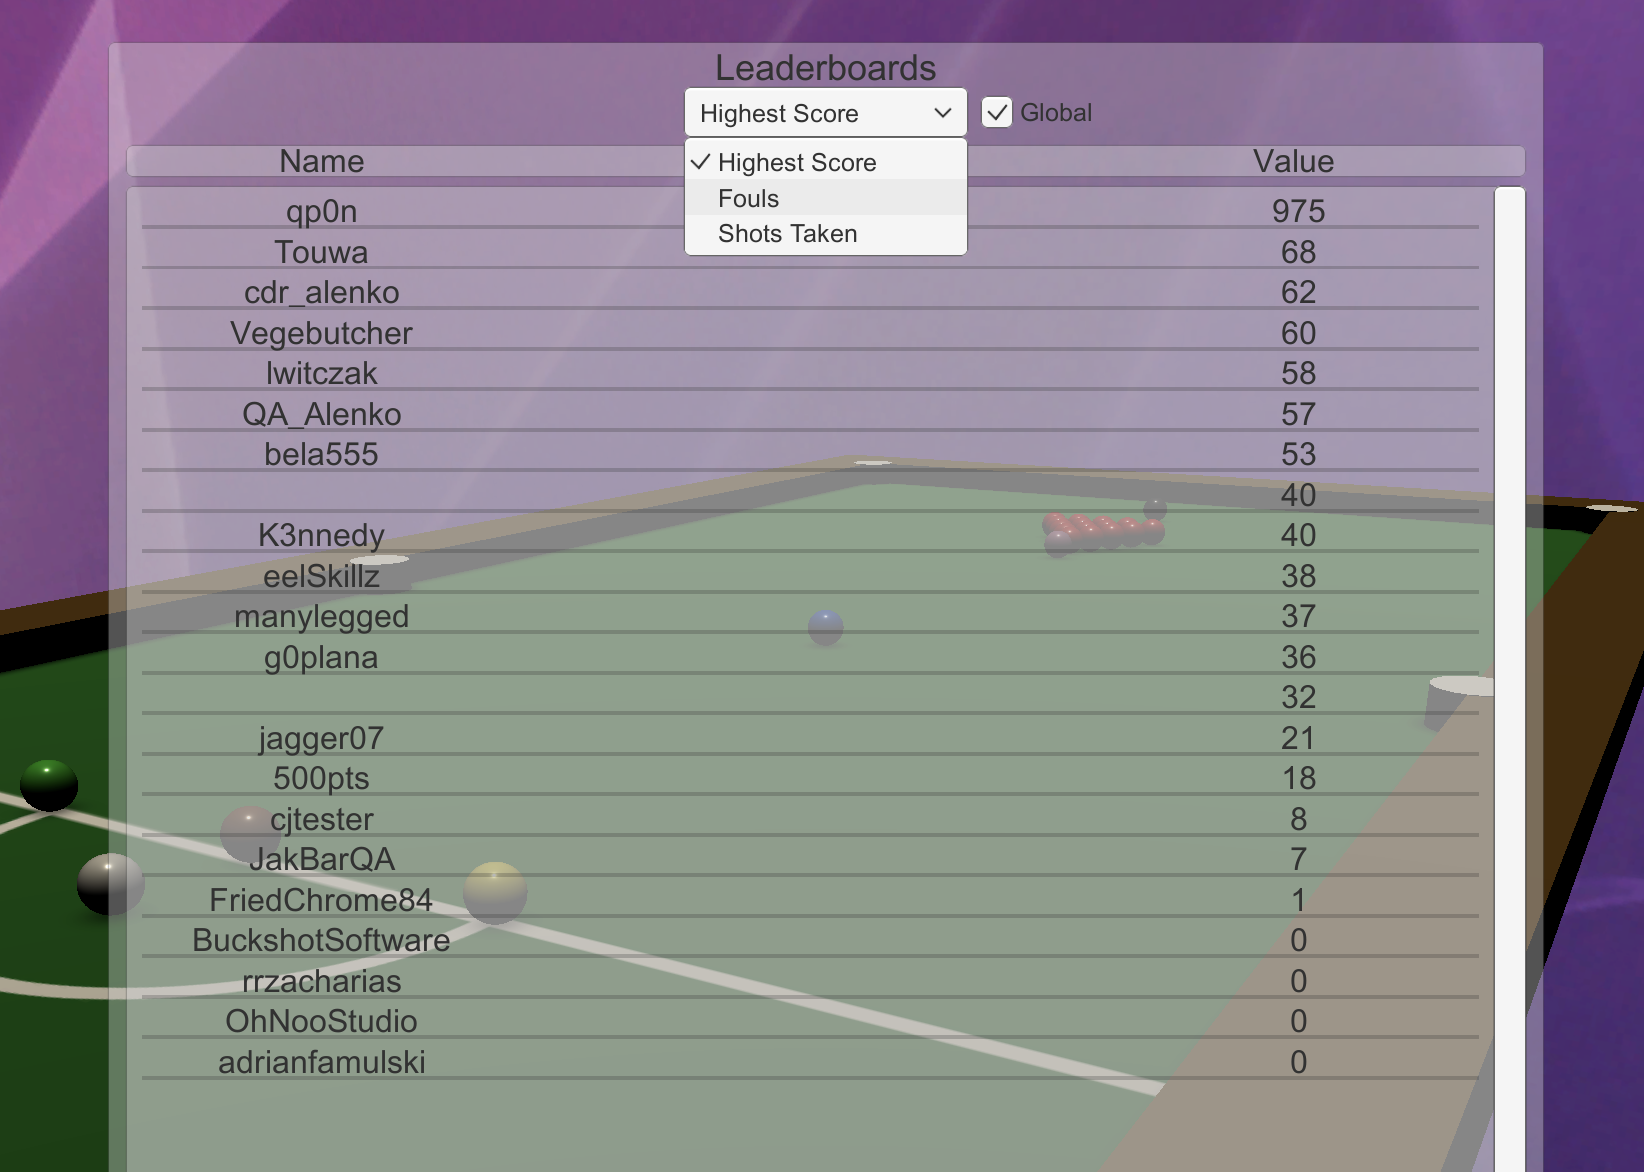 Leaderboards
Highest Score
Global
Highest Score
Fouls
Shots Taken
Name Value
qp0n 975
Touwa 68
cdr_alenko 62
Vegebutcher 60
lwitczak 58
QA_Alenko 57
bela555 53
40
K3nnedy 40
eelSkillz 38
manylegged 37
g0plana 36
32
jagger07 21
500pts 18
cjtester 8
JakBarQA 7
FriedChrome84 1
BuckshotSoftware 0
rrzacharias 0
OhNooStudio 0
adrianfamulski 0